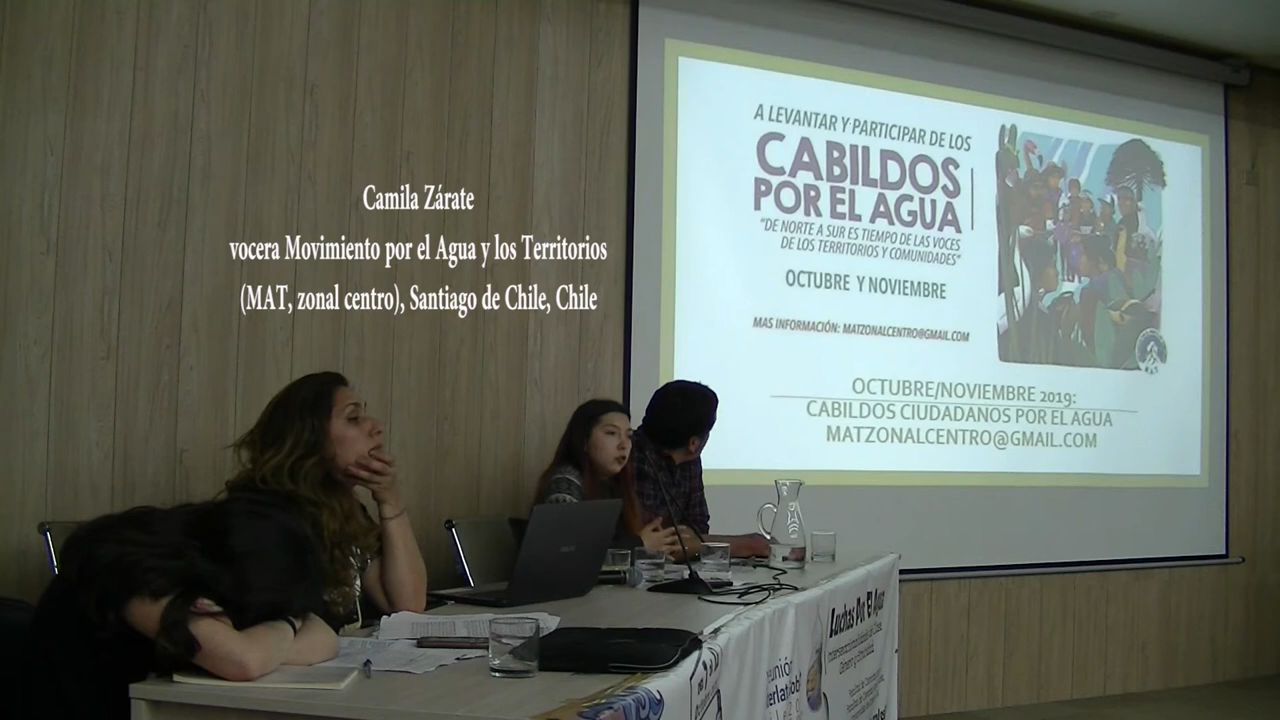 Camila Zárate
vocera Movimiento por el Agua y los Territorios
(MAT, zonal centro), Santiago de Chile, Chile
A LEVANTAR Y PARTICIPAR DE LOS
CABILDOS
POR EL AGUA
"DE NORTE A SUR ES TIEMPO DE LAS VOCES
DE LOS TERRITORIOS Y COMUNIDADES"
OCTUBRE Y NOVIEMBRE
MAS INFORMACIÓN: MATZONALCENTRO@GMAIL.COM
OCTUBRE/NOVIEMBRE 2019:
CABILDOS CIUDADANOS POR EL AGUA
MATZONALCENTRO@GMAIL.COM
Luchas Por El Agua